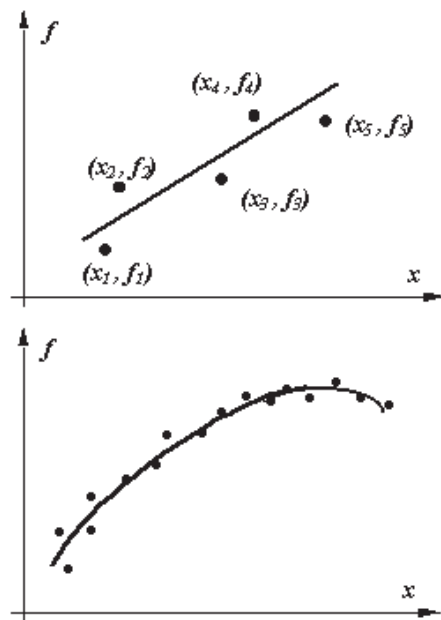 f
(x₄, f₄)
(x₅, f₅)
(x₂, f₂)
(x₃, f₃)
(x₁, f₁)
x
f
x